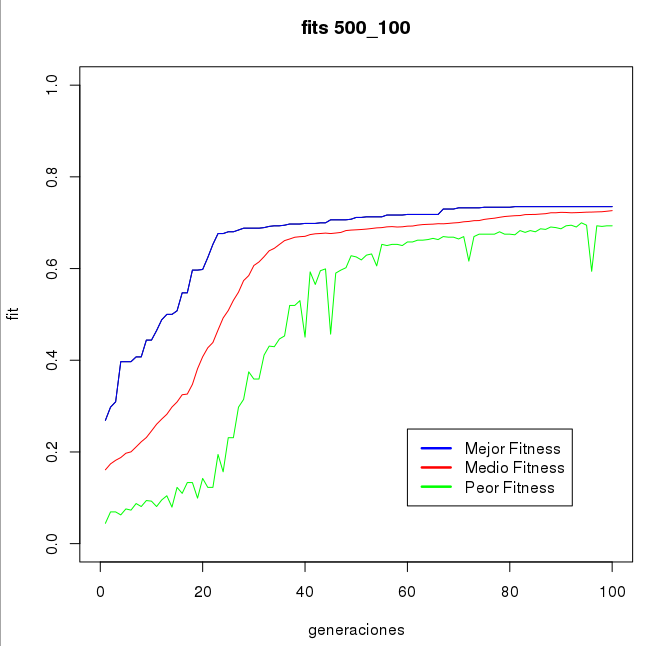 fits 500_100
1.0
0.8
0.6
0.4
0.2
0.0
fit
Mejor Fitness
Medio Fitness
Peor Fitness
0 20 40 60 80 100
generaciones